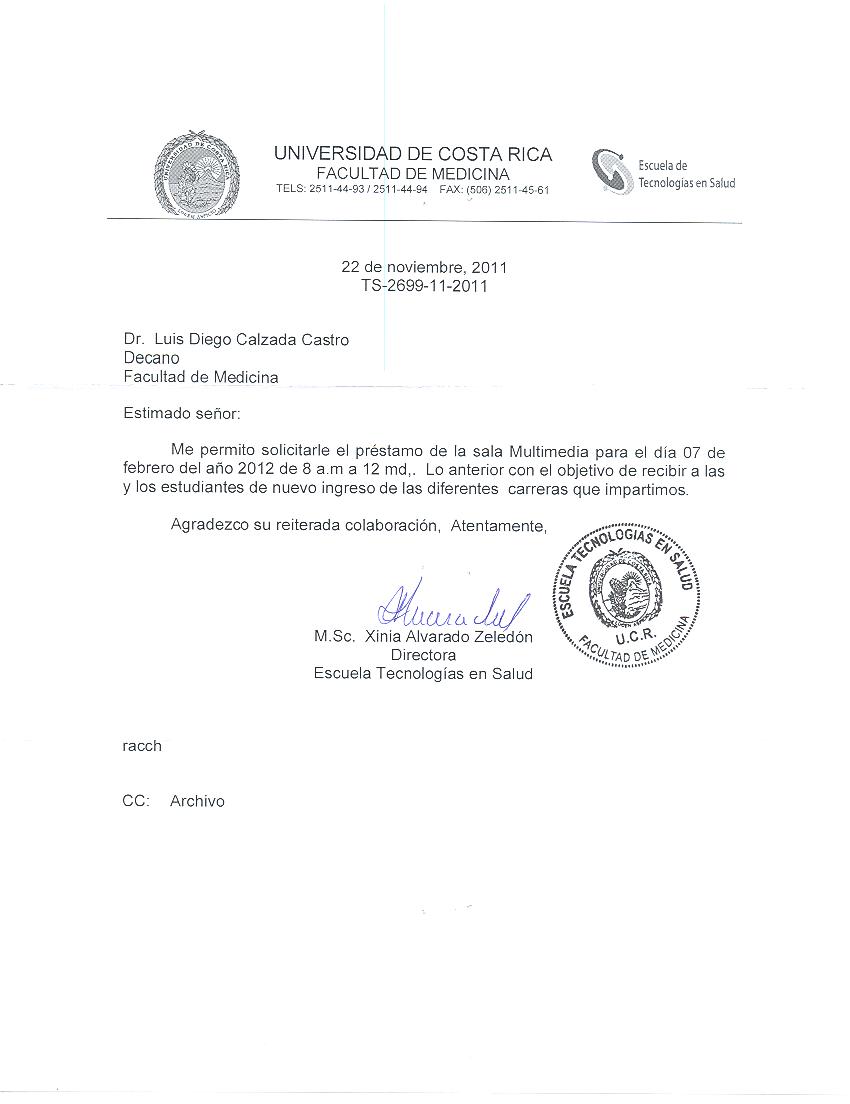 UNIVERSIDAD DE COSTA RICA
FACULTAD DE MEDICINA
TELS: 2511-44-93 / 2511-44-94 FAX: (506) 2511-45-61
Escuela de
Tecnologías en Salud
22 de noviembre, 2011
TS-2699-11-2011
Dr. Luis Diego Calzada Castro
Decano
Facultad de Medicina
Estimado señor:
Me permito solicitarle el préstamo de la sala Multimedia para el día 07 de
febrero del año 2012 de 8 a.m a 12 md,. Lo anterior con el objetivo de recibir a las
y los estudiantes de nuevo ingreso de las diferentes carreras que impartimos.
Agradezco su reiterada colaboración, Atentamente,
ESCUELA TECNOLOGIAS EN SALUD
U.C.R.
FACULTAD DE MEDICINA
M.Sc. Xinia Alvarado Zeledón
Directora
Escuela Tecnologías en Salud
racch
CC: Archivo